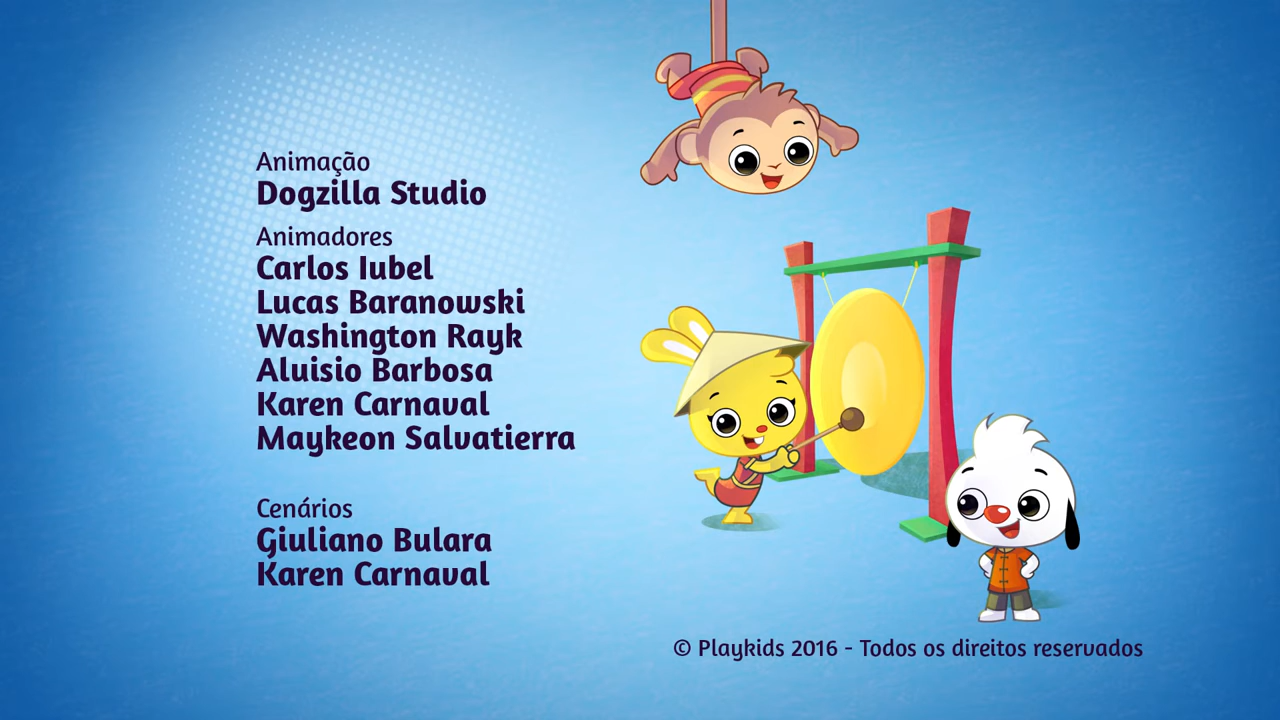 Animação
Dogzilla Studio
Animadores
Carlos Iubel
Lucas Baranowski
Washington Rayk
Aluisio Barbosa
Karen Carnaval
Maykeon Salvatierra
Cenários
Giuliano Bulara
Karen Carnaval
© Playkids 2016 - Todos os direitos reservados